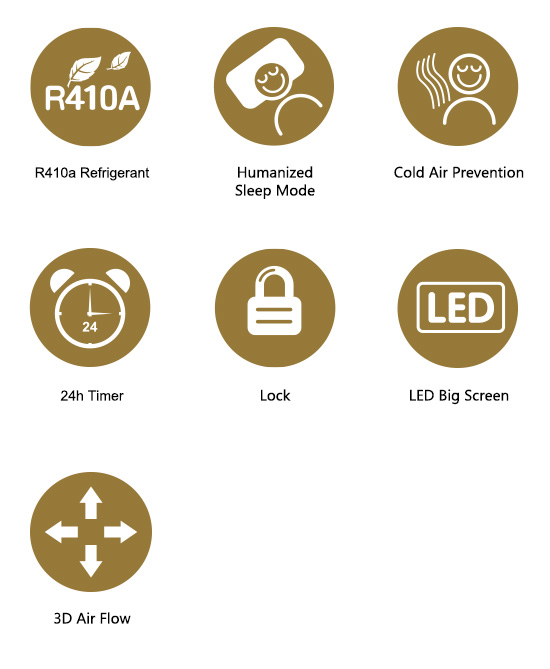 R410A
R410a Refrigerant
Humanized
Sleep Mode
Cold Air Prevention
24
24h Timer
Lock
LED
LED Big Screen
3D Air Flow